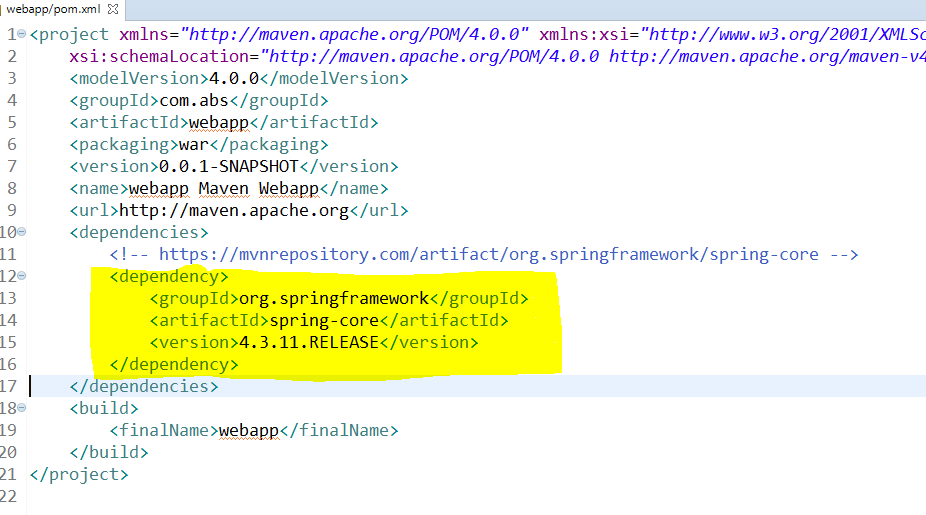 webapp/pom.xml
1 <project xmlns="http://maven.apache.org/POM/4.0.0" xmlns:xsi="http://www.w3.org/2001/XMLSc
2 xsi:schemaLocation="http://maven.apache.org/POM/4.0.0 http://maven.apache.org/maven-v4
3 <modelVersion>4.0.0</modelVersion>
4 <groupId>com.abs</groupId>
5 <artifactId>webapp</artifactId>
6 <packaging>war</packaging>
7 <version>0.0.1-SNAPSHOT</version>
8 <name>webapp Maven Webapp</name>
9 <url>http://maven.apache.org</url>
10 <dependencies>
11 <!-- https://mvnrepository.com/artifact/org.springframework/spring-core -->
12 <dependency>
13 <groupId>org.springframework</groupId>
14 <artifactId>spring-core</artifactId>
15 <version>4.3.11.RELEASE</version>
16 </dependency>
17 </dependencies>
18 <build>
19 <finalName>webapp</finalName>
20 </build>
21 </project>
22